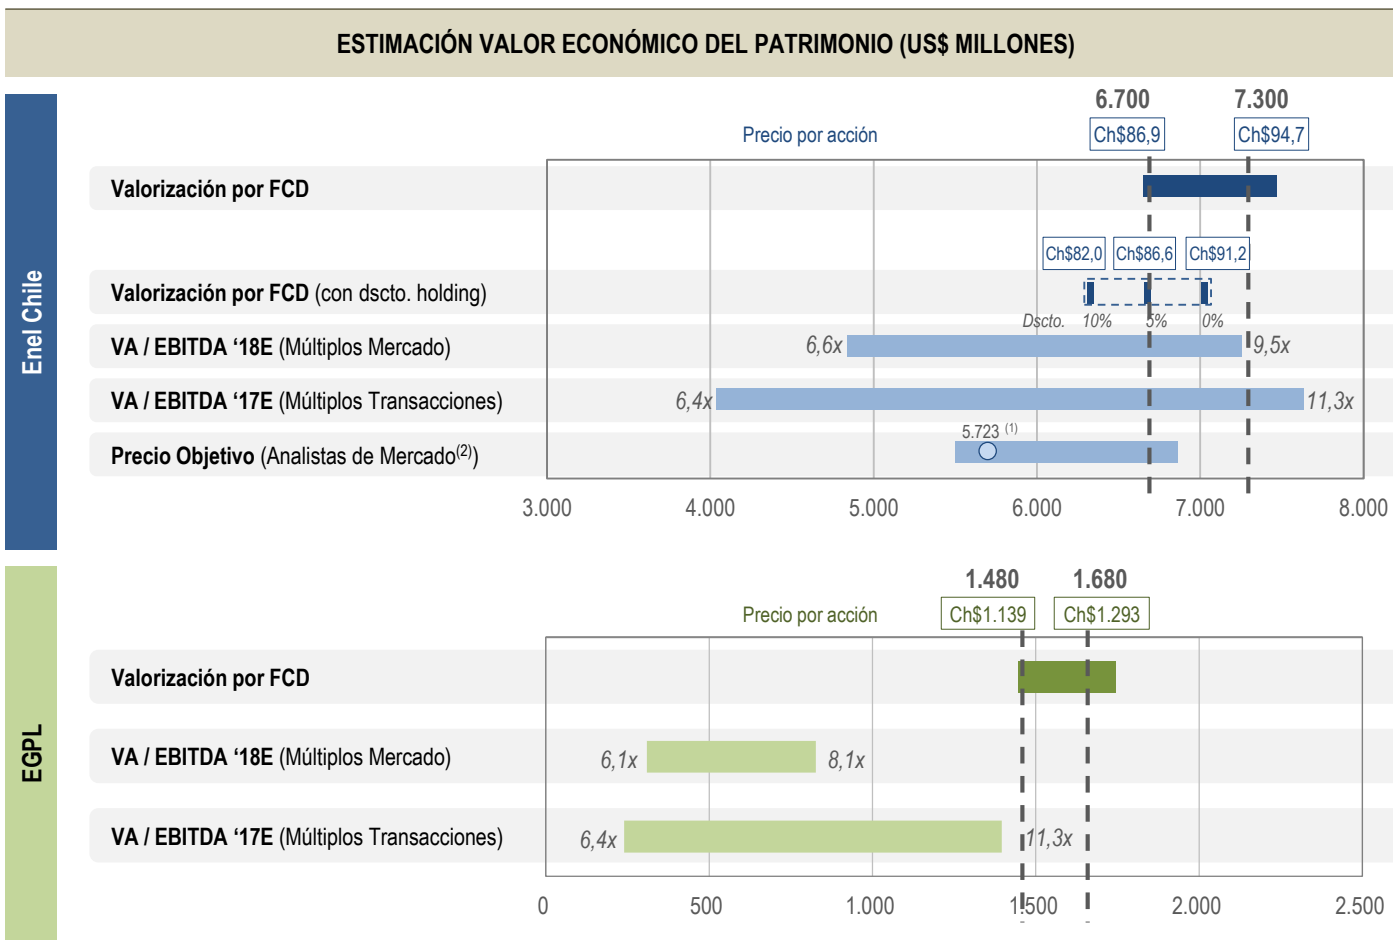 ESTIMACIÓN VALOR ECONÓMICO DEL PATRIMONIO (US$ MILLONES)
Enel Chile
6.700 7.300
Precio por acción Ch$86,9 Ch$94,7
Valorización por FCD
Ch$82,0 Ch$86,6 Ch$91,2
Valorización por FCD (con dscto. holding)
Dscto. 10% 5% 0%
VA / EBITDA ‘18E (Múltiplos Mercado) 6,6x 9,5x
VA / EBITDA ‘17E (Múltiplos Transacciones) 6,4x 11,3x
5.723 (1)
Precio Objetivo (Analistas de Mercado(2))
3.000 4.000 5.000 6.000 7.000 8.000
EGPL
1.480 1.680
Precio por acción Ch$1.139 Ch$1.293
Valorización por FCD
VA / EBITDA ‘18E (Múltiplos Mercado) 6,1x 8,1x
VA / EBITDA ‘17E (Múltiplos Transacciones) 6,4x 11,3x
0 500 1.000 1.500 2.000 2.500